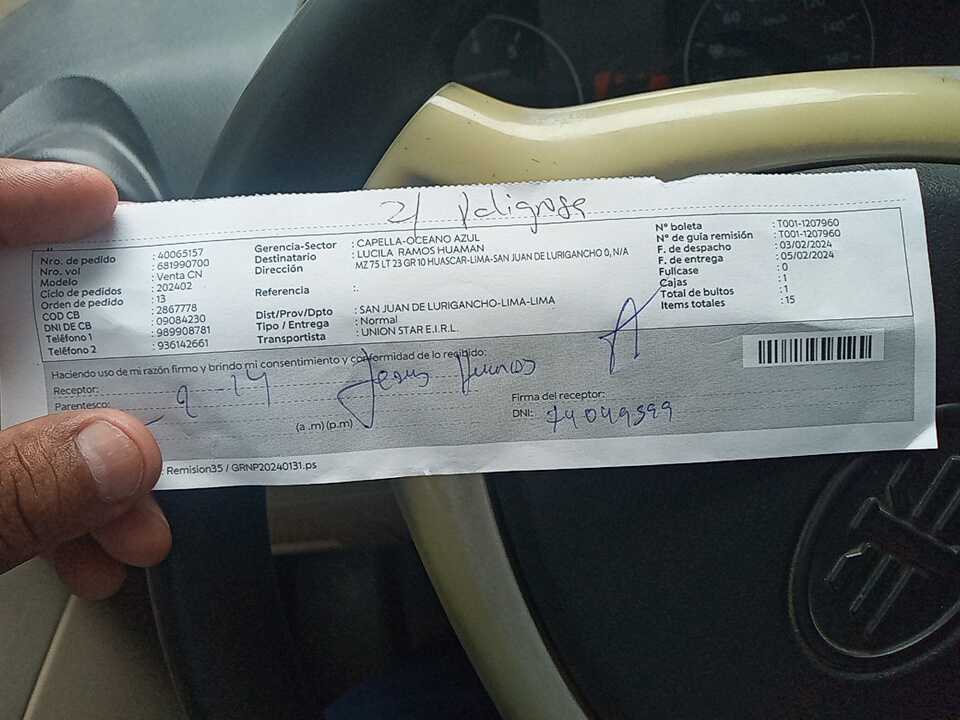 Z/ Peligrosa
Nro. de pedido : 40065157
Nro. vol : 681990700
Modelo : Venta CN
Ciclo de pedidos : 202402
Orden de pedido : 13
COD CB : 2867778
DNI DE CB : 09084230
Teléfono 1 : 989908781
Teléfono 2 : 936142661
Gerencia-Sector : CAPELLA-OCEANO AZUL
Destinatario : LUCILA RAMOS HUAMAN
Dirección MZ 75 LT 23 GR 10 HUASCAR-LIMA-SAN JUAN DE LURIGANCHO 0, N/A
Referencia :.
Dist/Prov/Dpto : SAN JUAN DE LURIGANCHO-LIMA-LIMA
Tipo / Entrega : Normal
Transportista : UNION STAR E.I.R.L.
N° boleta : T001-1207960
N° de guía remisión : T001-1207960
F. de despacho : 03/02/2024
F. de entrega : 05/02/2024
Fullcase : 0
Cajas : 1
Total de bultos : 1
Items totales : 15
Haciendo uso de mi razón firmo y brindo mi consentimiento y conformidad de lo recibido:
Receptor: Jesus
Parentesco: 9-14
(a .m) (p.m)
Firma del receptor:
DNI: 74049599
: Remision35 / GRNP20240131.ps